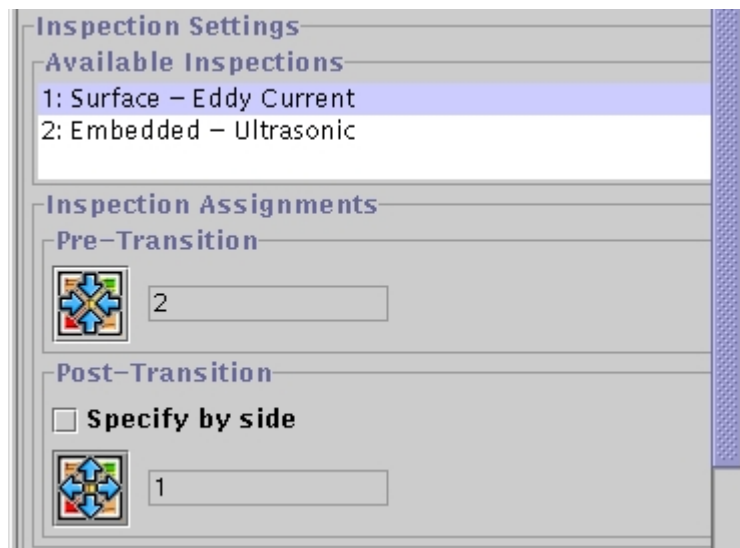 Inspection Settings
Available Inspections
1: Surface – Eddy Current
2: Embedded – Ultrasonic
Inspection Assignments
Pre–Transition
2
Post–Transition
Specify by side
1